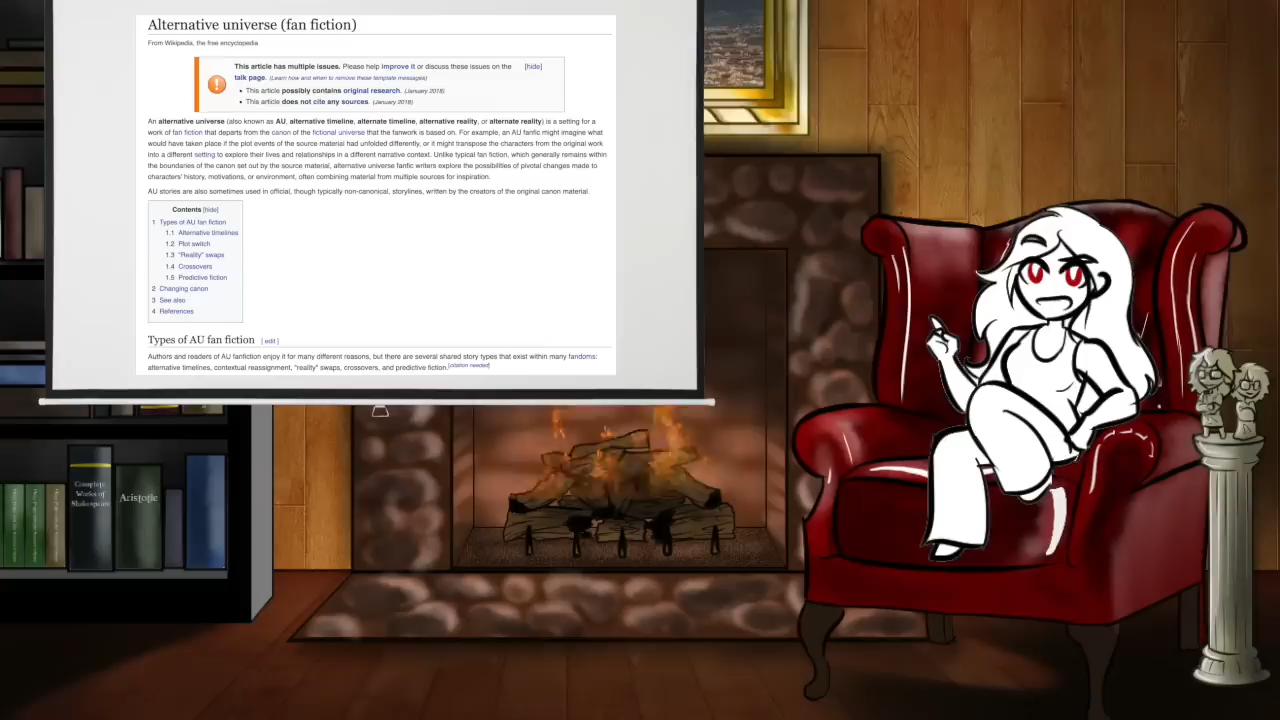 Alternative universe (fan fiction)
From Wikipedia, the free encyclopedia
This article has multiple issues. Please help improve it or discuss these issues on the [hide]
talk page. (Learn how and when to remove these template messages)
• This article possibly contains original research. (January 2018)
• This article does not cite any sources. (January 2018)
An alternative universe (also known as AU, alternative timeline, alternate timeline, alternative reality, or alternate reality) is a setting for a
work of fan fiction that departs from the canon of the fictional universe that the fanwork is based on. For example, an AU fanfic might imagine what
would have taken place if the plot events of the source material had unfolded differently, or it might transpose the characters from the original work
into a different setting to explore their lives and relationships in a different narrative context. Unlike typical fan fiction, which generally remains within
the boundaries of the canon set out by the source material, alternative universe fanfic writers explore the possibilities of pivotal changes made to
characters' history, motivations, or environment, often combining material from multiple sources for inspiration.
AU stories are also sometimes used in official, though typically non-canonical, storylines, written by the creators of the original canon material.
Contents [hide]
1 Types of AU fan fiction
1.1 Alternative timelines
1.2 Plot switch
1.3 "Reality" swaps
1.4 Crossovers
1.5 Predictive fiction
2 Changing canon
3 See also
4 References
Types of AU fan fiction [ edit ]
Authors and readers of AU fanfiction enjoy it for many different reasons, but there are several shared story types that exist within many fandoms:
alternative timelines, contextual reassignment, "reality" swaps, crossovers, and predictive fiction.[citation needed]
Complete
Works of
Shakespeare
Aristotle